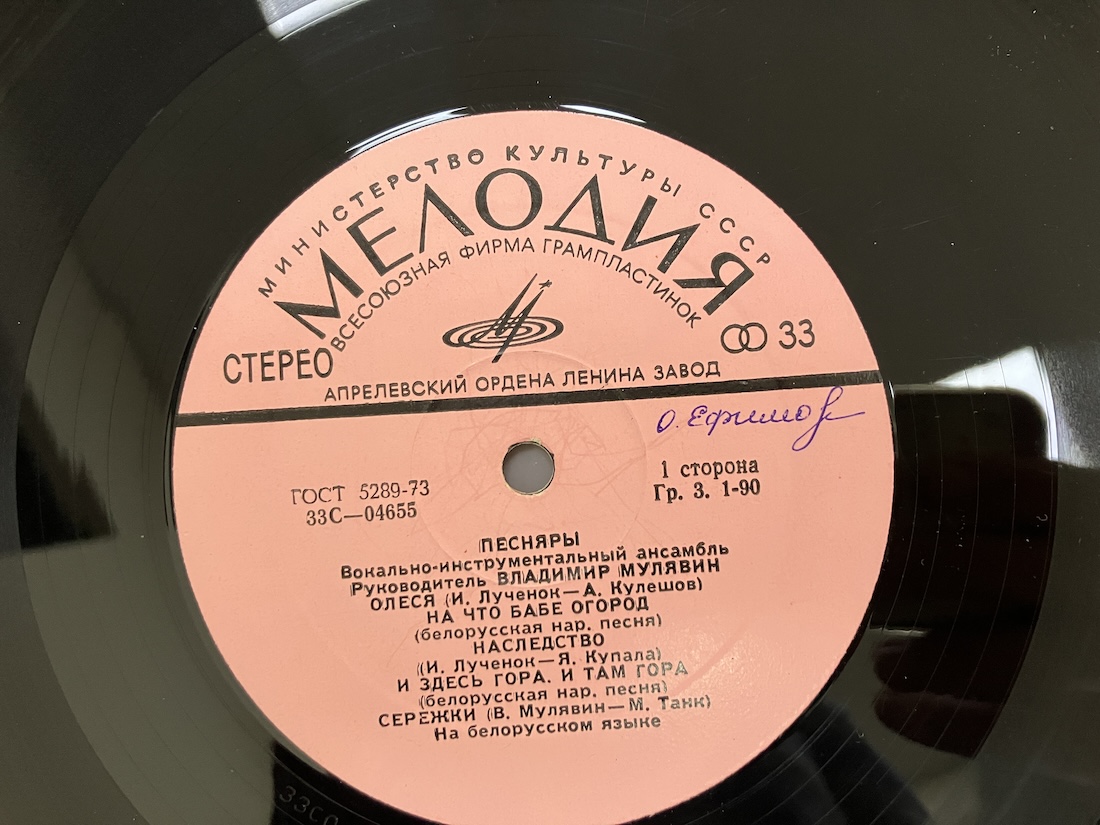 МИНИСТЕРСТВО КУЛЬТУРЫ СССР
МЕЛОДИЯ
ВСЕСОЮЗНАЯ ФИРМА ГРАМПЛАСТИНОК
СТЕРЕО
33
АПРЕЛЕВСКИЙ ОРДЕНА ЛЕНИНА ЗАВОД
О. Ефимов
ГОСТ 5289-73
33С—04655
1 сторона
Гр. 3. 1-90
ПЕСНЯРЫ
Вокально-инструментальный ансамбль
Руководитель ВЛАДИМИР МУЛЯВИН
ОЛЕСЯ (И. Лученок—А. Кулешов)
НА ЧТО БАБЕ ОГОРОД
(белорусская нар. песня)
НАСЛЕДСТВО
(И. Лученок—Я. Купала)
И ЗДЕСЬ ГОРА. И ТАМ ГОРА
(белорусская нар. песня)
СЕРЕЖКИ (В. Мулявин—М. Танк)
На белорусском языке